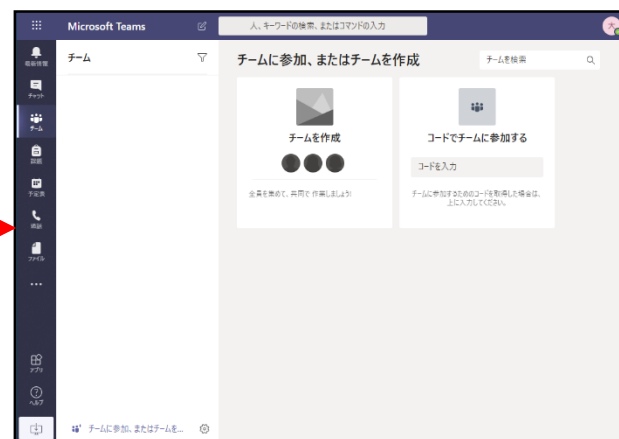 Microsoft Teams
人、キーワードの検索、またはコマンドの入力
大
最新情報
チャット
チーム
課題
予定表
通話
ファイル
アプリ
ヘルプ
チーム
チームに参加、またはチームを...
チームに参加、またはチームを作成
チームを検索
チームを作成
全員を集めて、共同で 作業しましょう!
コードでチームに参加する
コードを入力
チームに参加するためのコードを取得した場合は、
上に入力してください。